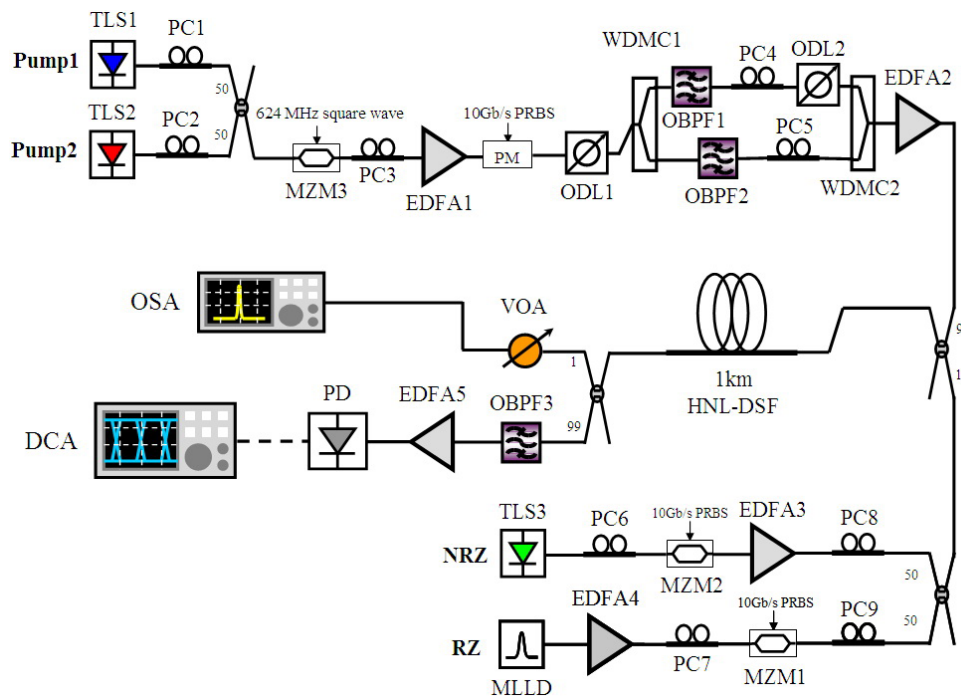 TLS1
PC1
Pump1
50
TLS2
PC2
Pump2
50
624 MHz square wave
MZM3
PC3
EDFA1
10Gb/s PRBS
PM
ODL1
WDMC1
OBPF1
PC4
ODL2
OBPF2
PC5
WDMC2
EDFA2
OSA
VOA
1
99
1km
HNL-DSF
9
1
DCA
PD
EDFA5
OBPF3
TLS3
NRZ
PC6
10Gb/s PRBS
MZM2
EDFA3
PC8
50
50
RZ
MLLD
EDFA4
PC7
10Gb/s PRBS
MZM1
PC9